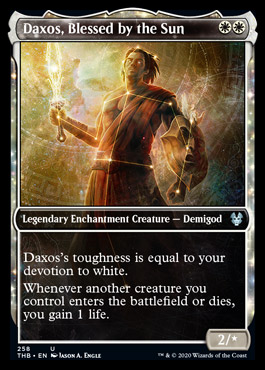 Daxos, Blessed by the Sun
Legendary Enchantment Creature — Demigod
Daxos's toughness is equal to your
devotion to white.
Whenever another creature you
control enters the battlefield or dies,
you gain 1 life.
2/*
258 U
THB • EN Jason A. Engle
™ & © 2020 Wizards of the Coast